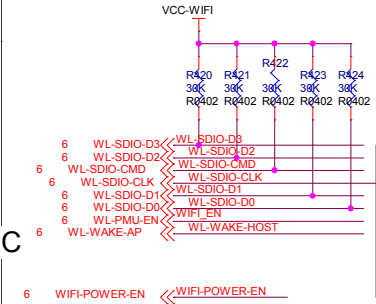 VCC-WIFI
R420 R421 R422 R423 R424
30K 30K 30K 30K 30K
R0402 R0402 R0402 R0402 R0402
6 WL-SDIO-D3 WL-SDIO-D3
6 WL-SDIO-D2 WL-SDIO-D2
6 WL-SDIO-CMD WL-SDIO-CMD
6 WL-SDIO-CLK WL-SDIO-CLK
6 WL-SDIO-D1 WL-SDIO-D1
6 WL-SDIO-D0 WL-SDIO-D0
6 WL-PMU-EN WIFI_EN
6 WL-WAKE-AP WL-WAKE-HOST
C
6 WIFI-POWER-EN WIFI-POWER-EN